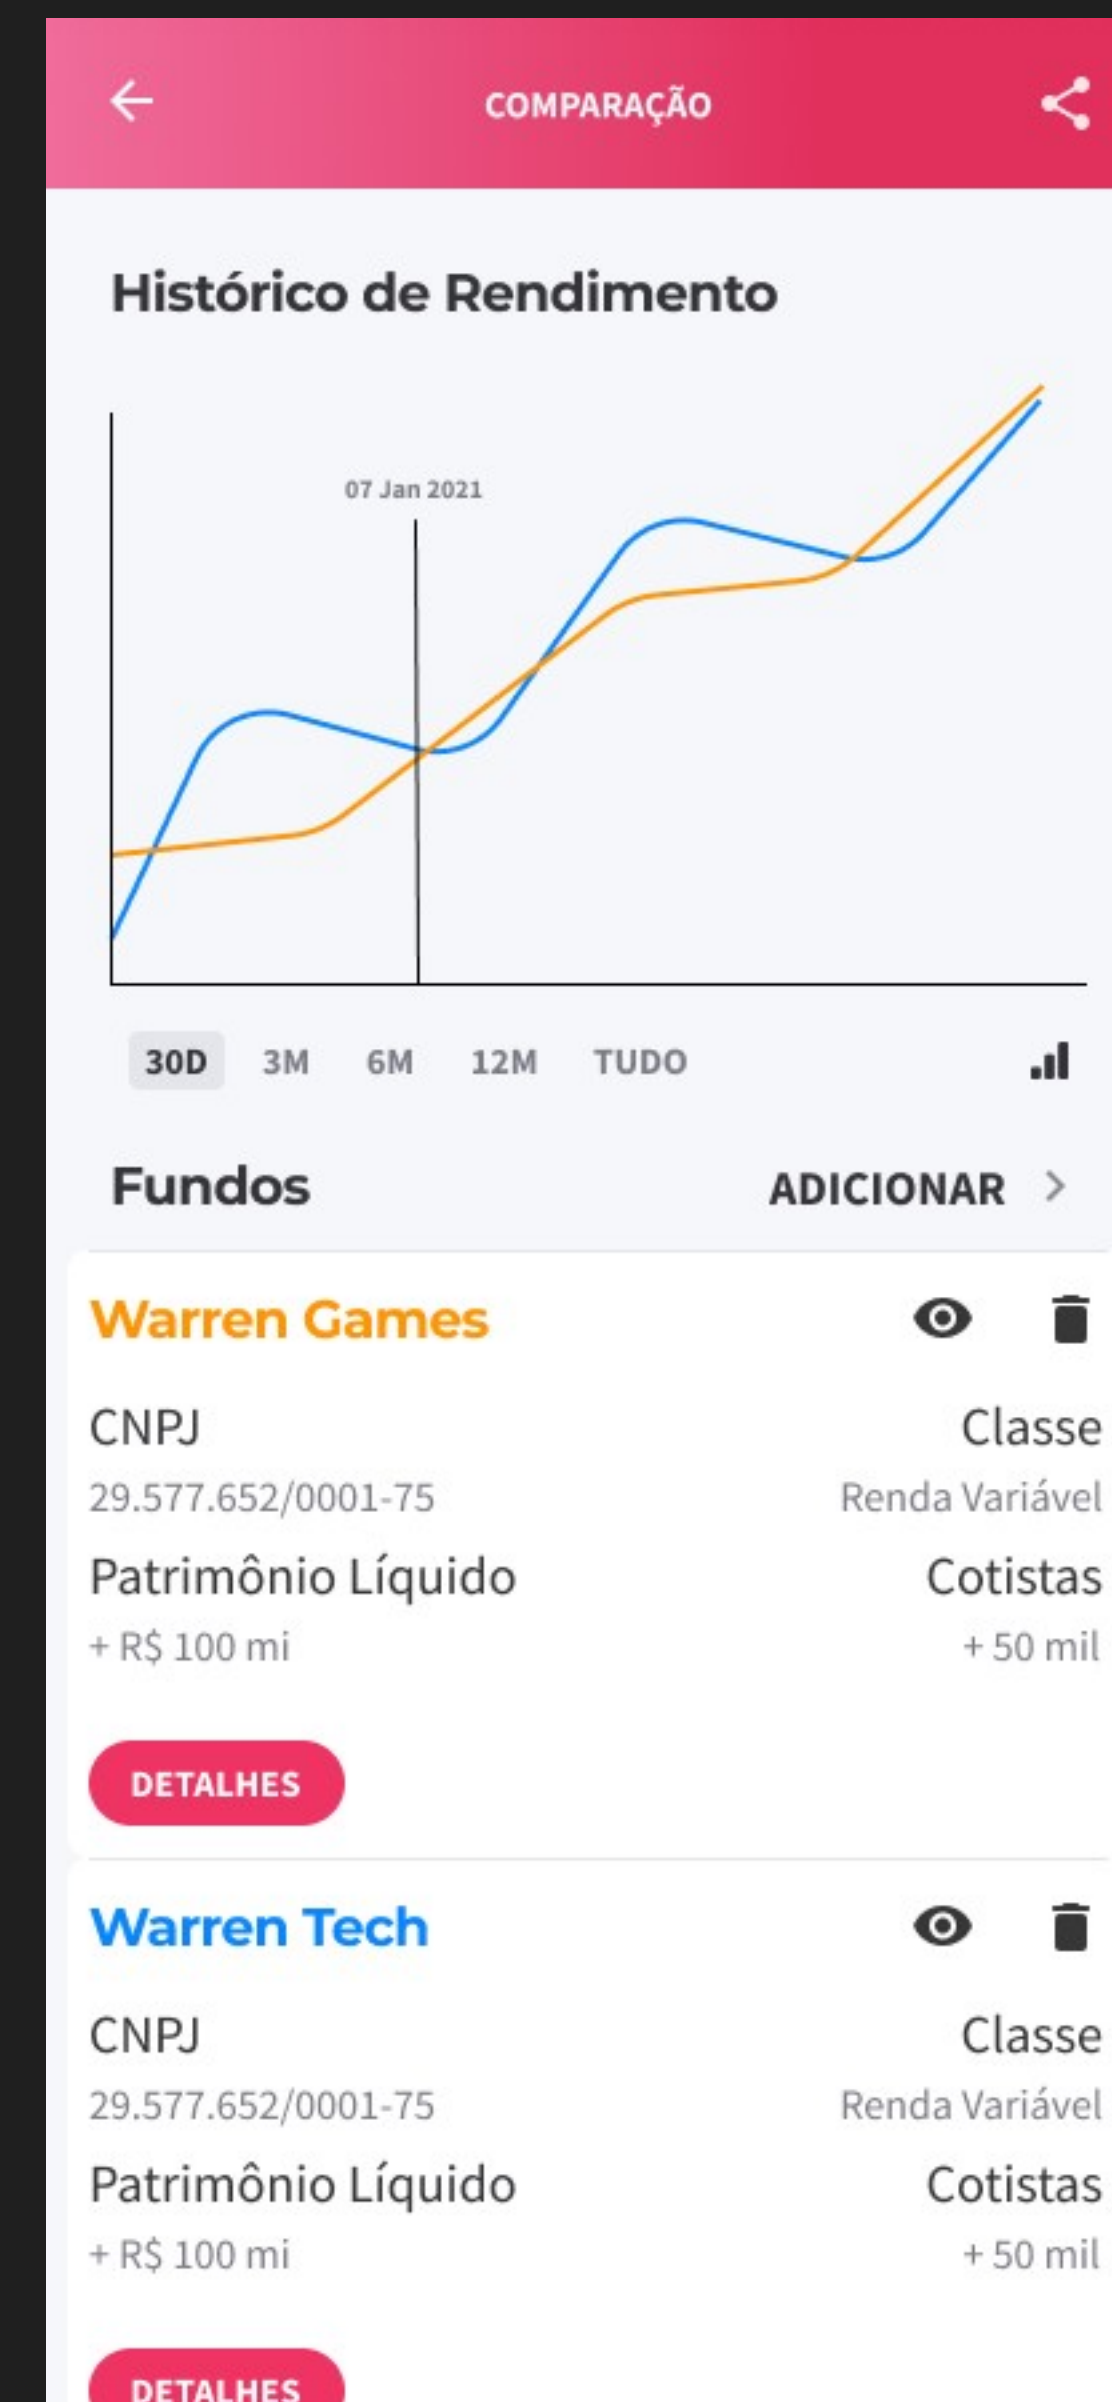 COMPARAÇÃO
Histórico de Rendimento
07 Jan 2021
30D 3M 6M 12M TUDO
Fundos ADICIONAR
Warren Games
CNPJ Classe
29.577.652/0001-75 Renda Variável
Patrimônio Líquido Cotistas
+ R$ 100 mi + 50 mil
DETALHES
Warren Tech
CNPJ Classe
29.577.652/0001-75 Renda Variável
Patrimônio Líquido Cotistas
+ R$ 100 mi + 50 mil
DETALHES